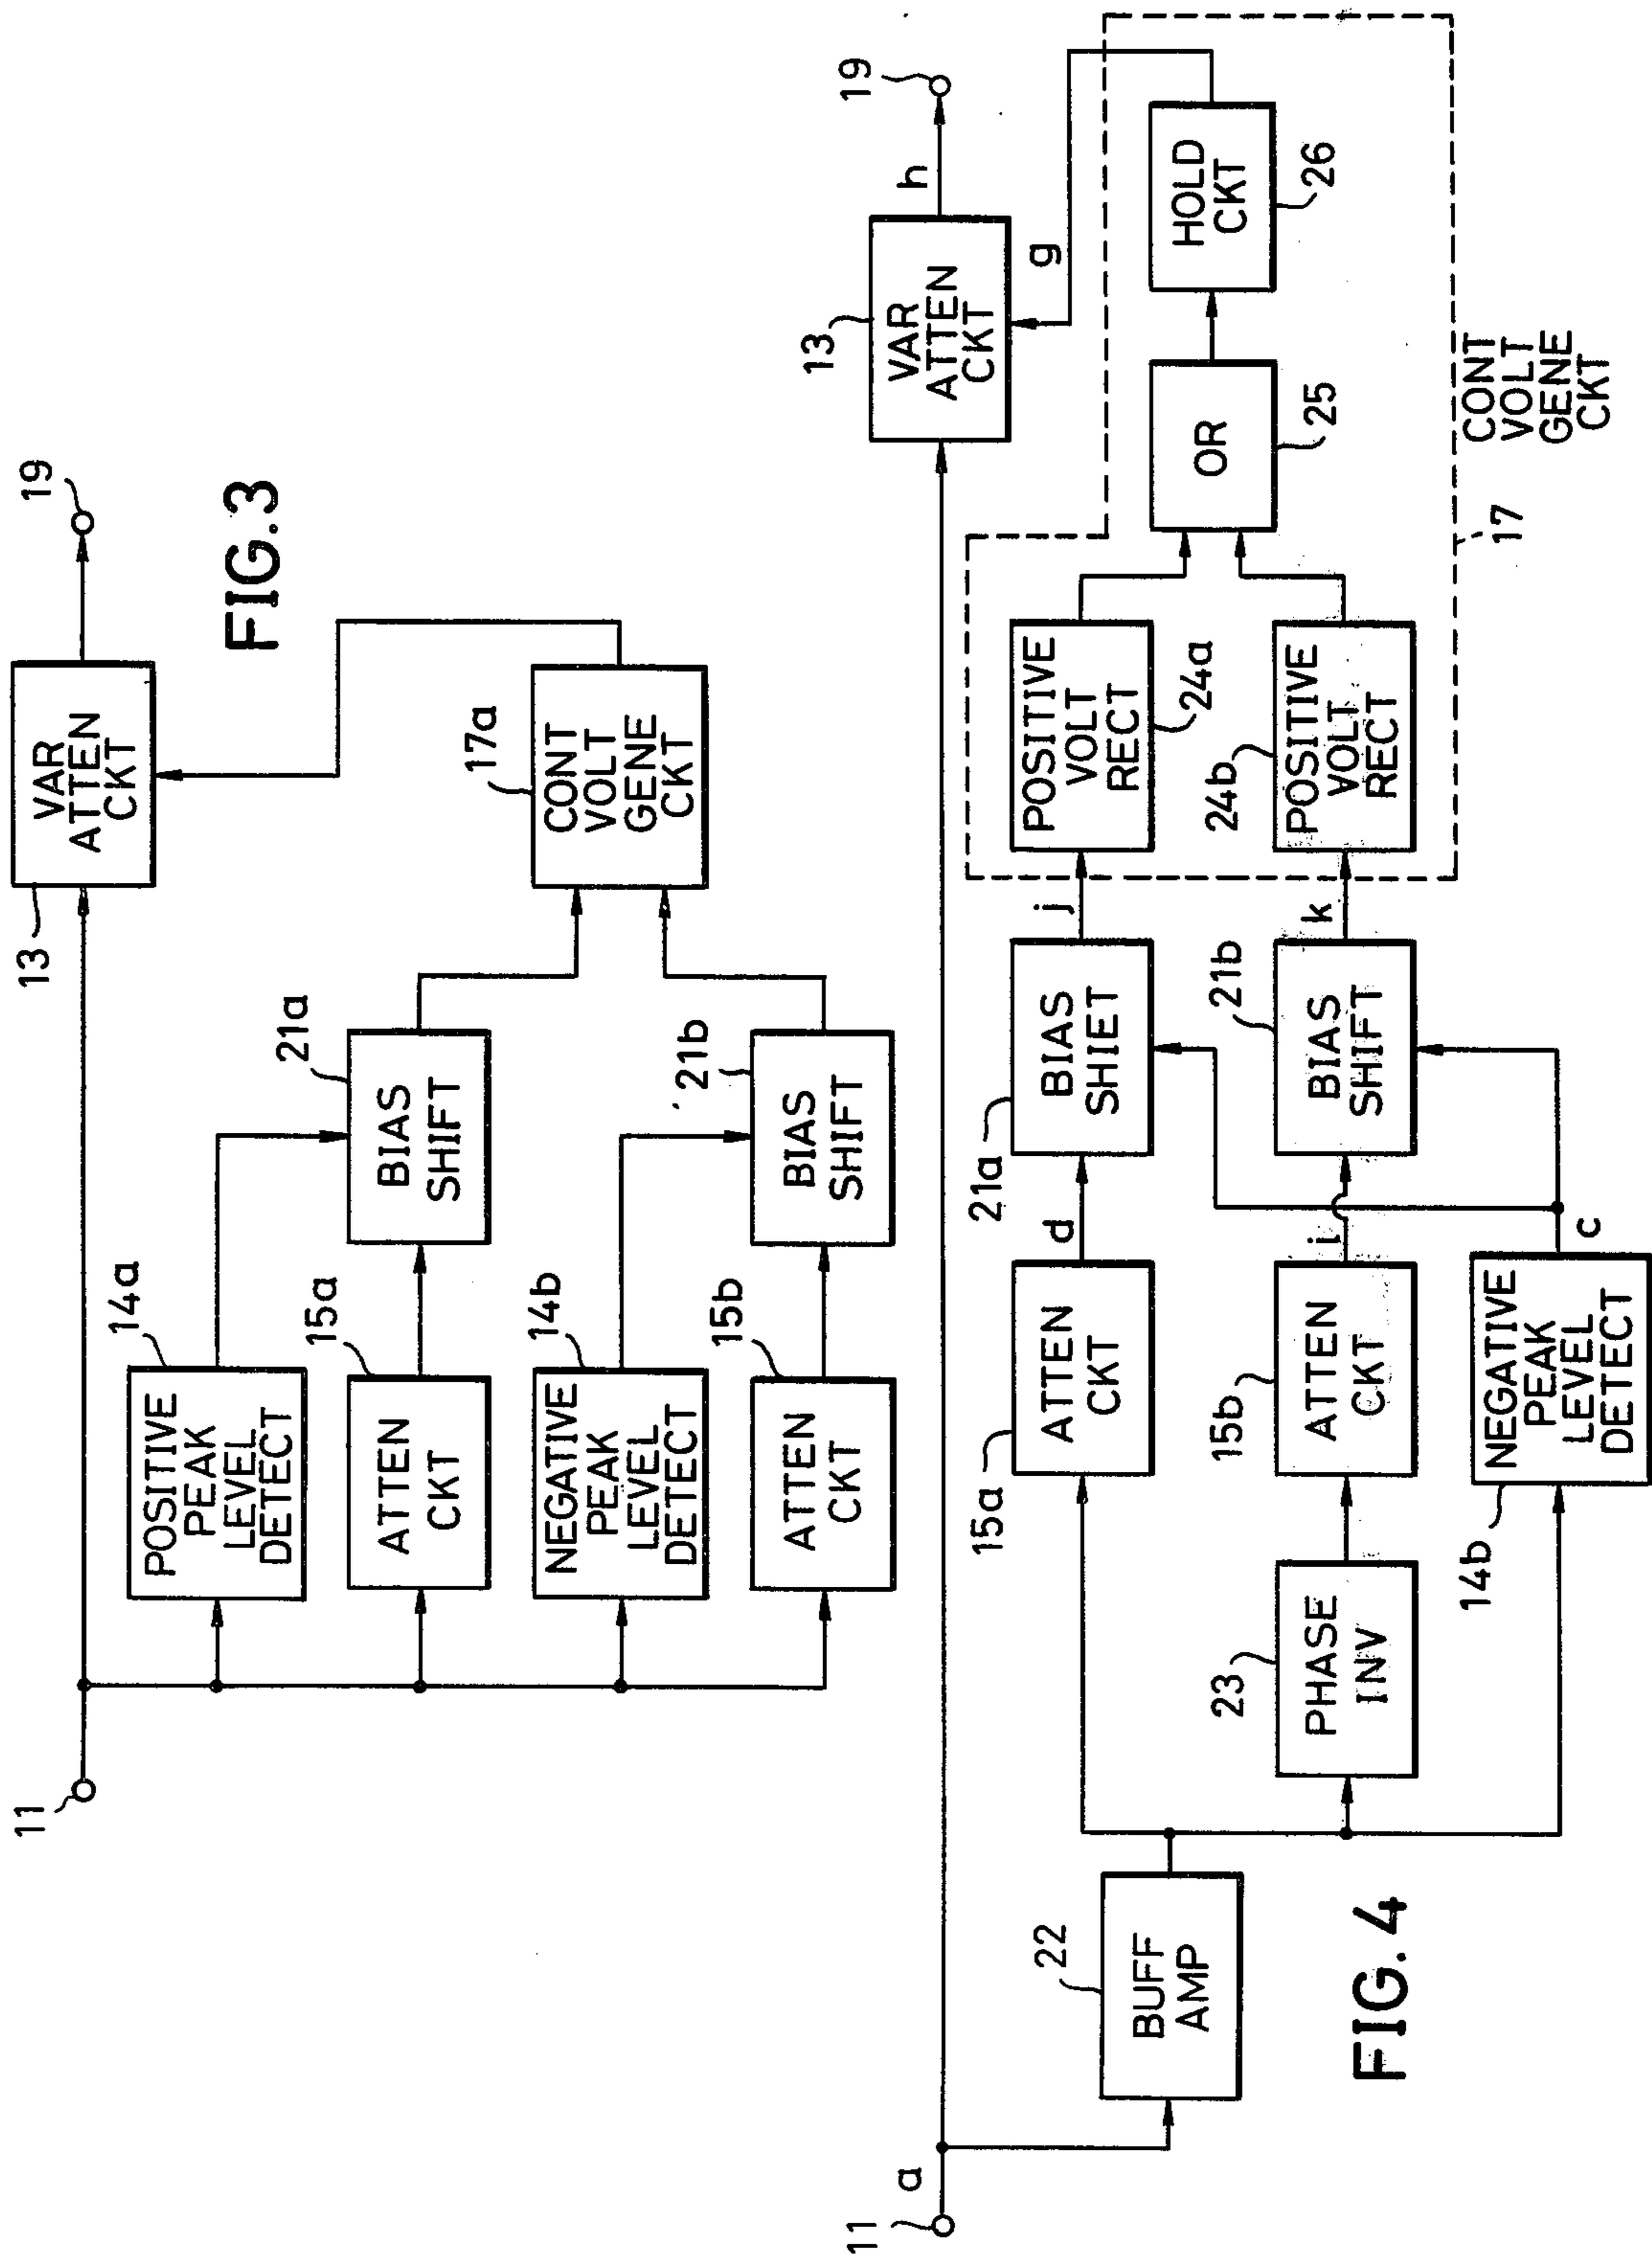 FIG.3
11
13
VAR
ATTEN
CKT
19
14a
POSITIVE
PEAK
LEVEL
DETECT
15a
ATTEN
CKT
21a
BIAS
SHIFT
14b
NEGATIVE
PEAK
LEVEL
DETECT
15b
ATTEN
CKT
21b
BIAS
SHIFT
17a
CONT
VOLT
GENE
CKT
FIG. 4
11
a
13
VAR
ATTEN
CKT
h
19
g
22
BUFF
AMP
15a
ATTEN
CKT
d
21a
BIAS
SHIET
j
POSITIVE
VOLT
RECT
24a
23
PHASE
INV
15b
ATTEN
CKT
i
21b
BIAS
SHIFT
k
24b
POSITIVE
VOLT
RECT
OR
25
HOLD
CKT
26
14b
NEGATIVE
PEAK
LEVEL
DETECT
c
17
CONT
VOLT
GENE
CKT